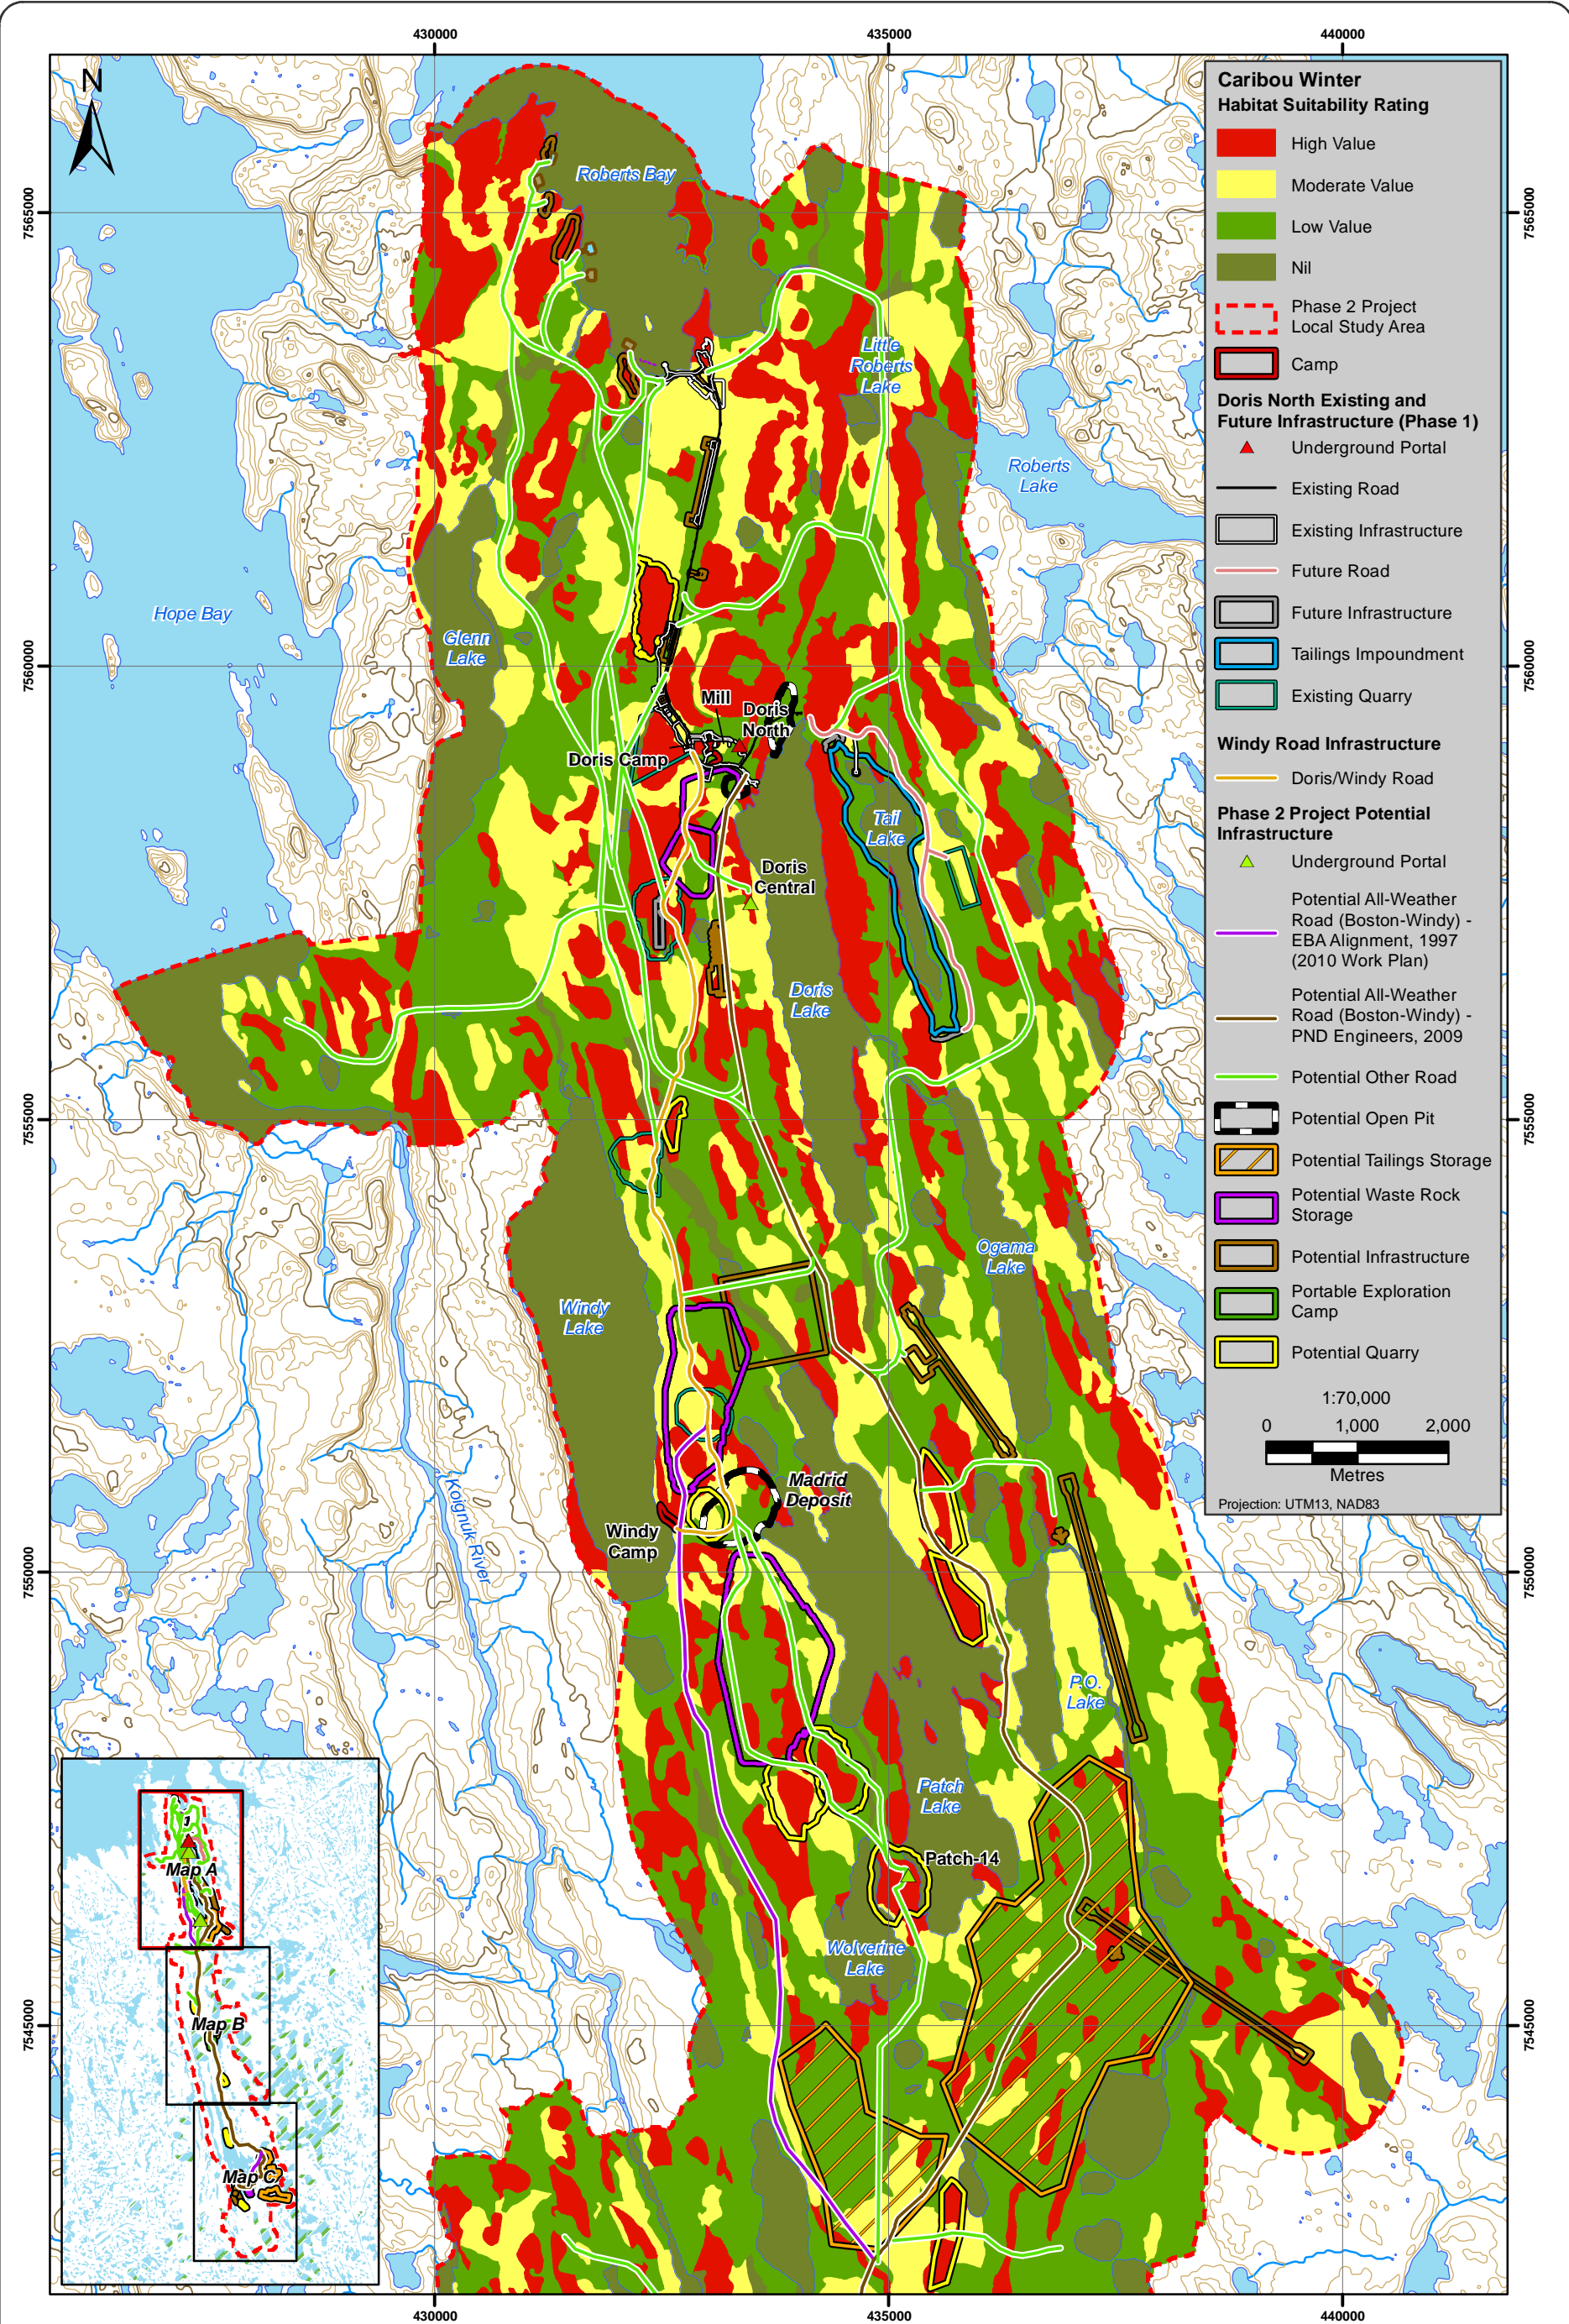 430000
435000
440000
N
7565000
7565000
Roberts Bay
Little
Roberts
Lake
Roberts
Lake
Hope Bay
Glenn
Lake
7560000
7560000
Mill
Doris
North
Doris Camp
Tail
Lake
Doris
Central
Doris
Lake
7555000
7555000
Ogama
Lake
Windy
Lake
Madrid
Deposit
Koignuk River
Windy
Camp
7550000
7550000
P.O.
Lake
Patch
Lake
Patch-14
Wolverine
Lake
7545000
7545000
Map A
Map B
Map C
430000
435000
440000
Caribou Winter
Habitat Suitability Rating
High Value
Moderate Value
Low Value
Nil
Phase 2 Project
Local Study Area
Camp
Doris North Existing and
Future Infrastructure (Phase 1)
Underground Portal
Existing Road
Existing Infrastructure
Future Road
Future Infrastructure
Tailings Impoundment
Existing Quarry
Windy Road Infrastructure
Doris/Windy Road
Phase 2 Project Potential
Infrastructure
Underground Portal
Potential All-Weather
Road (Boston-Windy) -
EBA Alignment, 1997
(2010 Work Plan)
Potential All-Weather
Road (Boston-Windy) -
PND Engineers, 2009
Potential Other Road
Potential Open Pit
Potential Tailings Storage
Potential Waste Rock
Storage
Potential Infrastructure
Portable Exploration
Camp
Potential Quarry
1:70,000
0 1,000 2,000
Metres
Projection: UTM13, NAD83